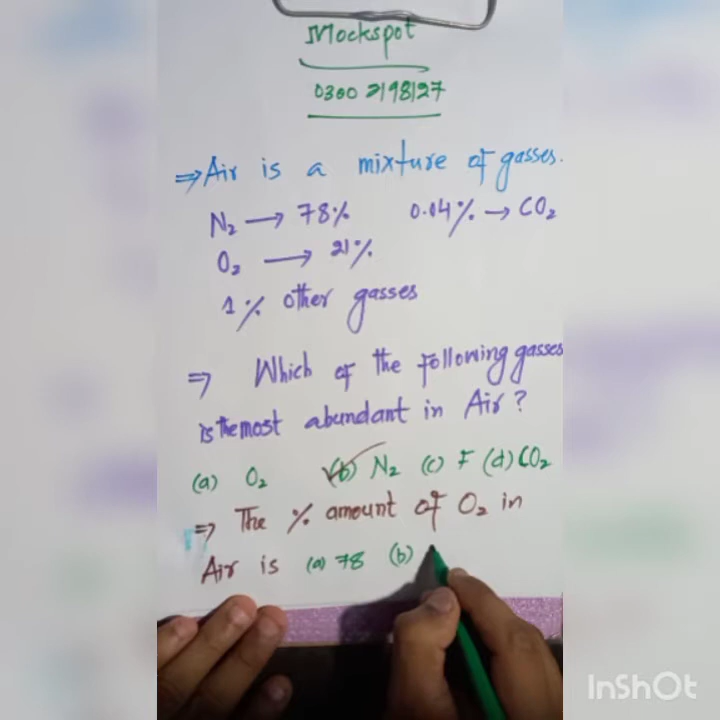 Mockspot
0300 2198127
⇒ Air is a mixture of gasses.
N₂ → 78% 0.04% → CO₂
O₂ → 21%
1% other gasses
⇒ Which of the following gasses
is the most abundant in Air?
(a) O₂ (b) N₂ (c) F (d) CO₂
⇒ The % amount of O₂ in
Air is (a) 78 (b)
InShOt